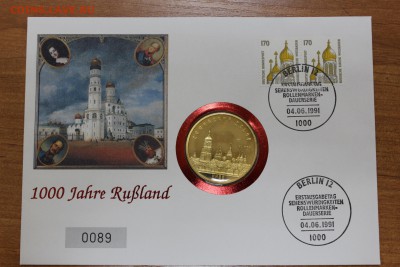 170
170
BERLIN 12
ERSTAUSGABETAG
SEHENSWÜRDIGKEITEN
ROLLENMARKEN-
DAUERSERIE
04.06.1991
1000
1000 Jahre Rußland
0089
BERLIN 12
ERSTAUSGABETAG
SEHENSWÜRDIGKEITEN
ROLLENMARKEN-
DAUERSERIE
04.06.1991
1000